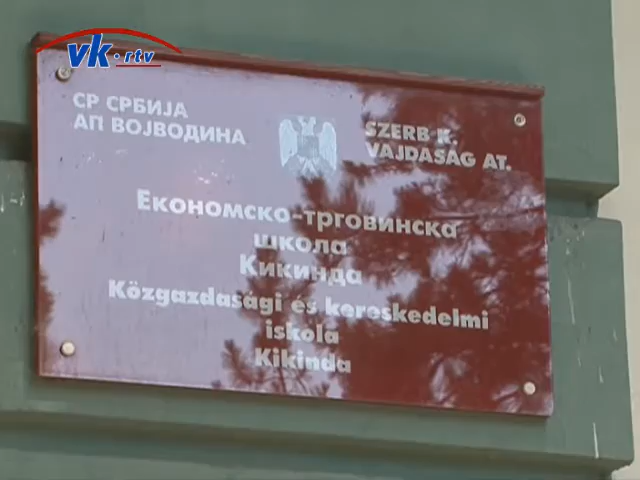 vk·rtv
СР СРБИЈА
АП ВОЈВОДИНА
SZERB K.
VAJDASÁG AT.
Економско-трговинска
школа
Кикинда
Közgazdasági és kereskedelmi
iskola
Kikinda